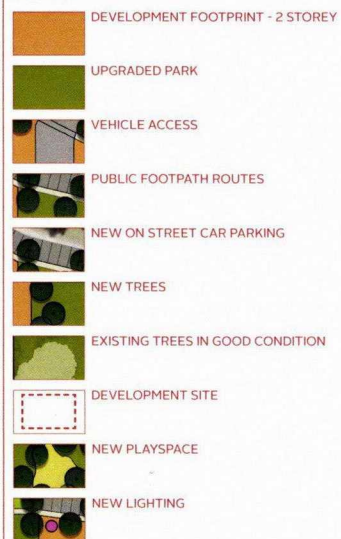 DEVELOPMENT FOOTPRINT - 2 STOREY
UPGRADED PARK
VEHICLE ACCESS
PUBLIC FOOTPATH ROUTES
NEW ON STREET CAR PARKING
NEW TREES
EXISTING TREES IN GOOD CONDITION
DEVELOPMENT SITE
NEW PLAYSPACE
NEW LIGHTING